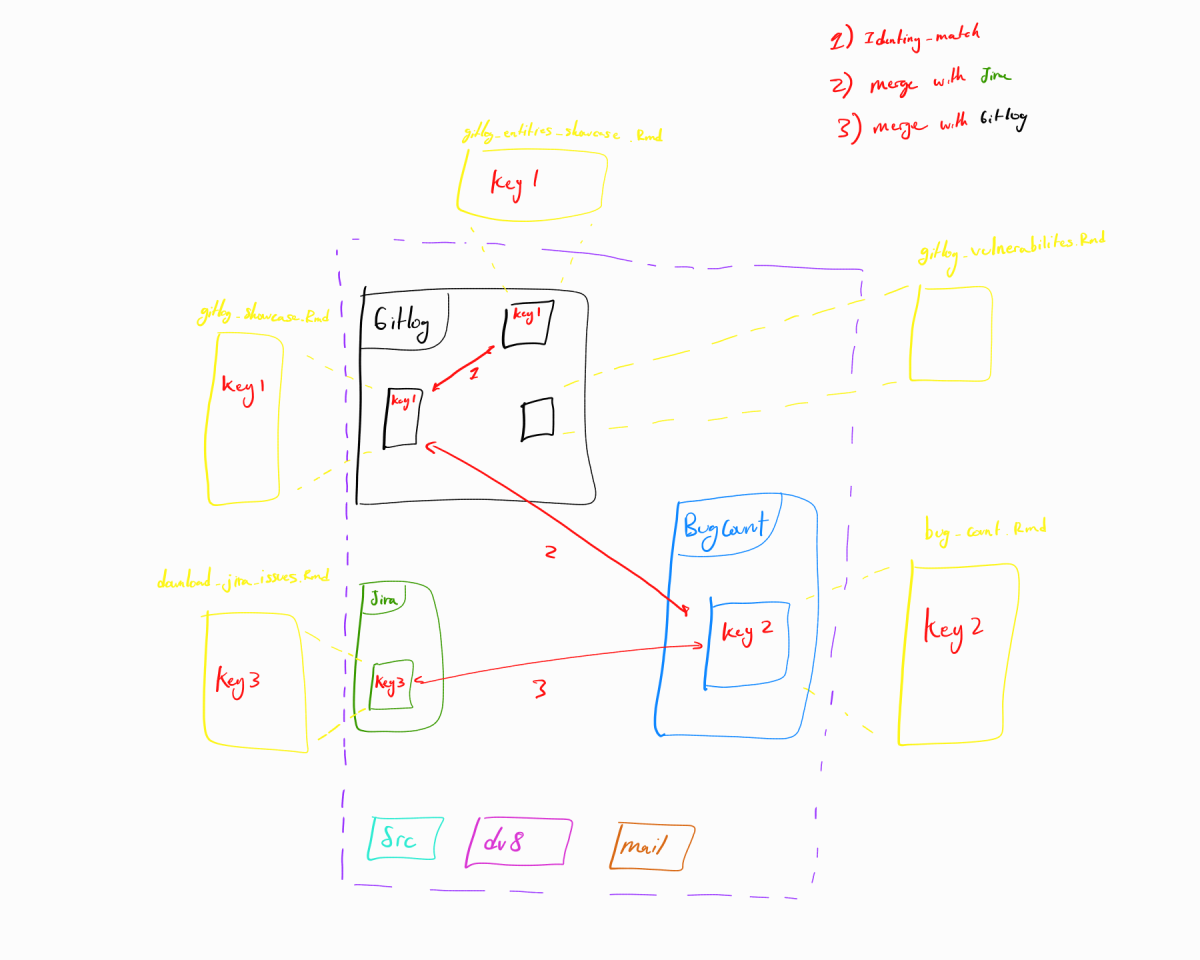 1) Identity-match
2) merge with Jira
3) merge with Gitlog
gitlog_entities_showcase.Rmd
key 1
gitlog_vulnerabilites.Rmd
gitlog_showcase.Rmd
key 1
Gitlog
key 1
1
key 1
2
BugCount
key 2
bug_count.Rmd
key 2
download_jira_issues.Rmd
key 3
Jira
key 3
3
Src
dv8
mail